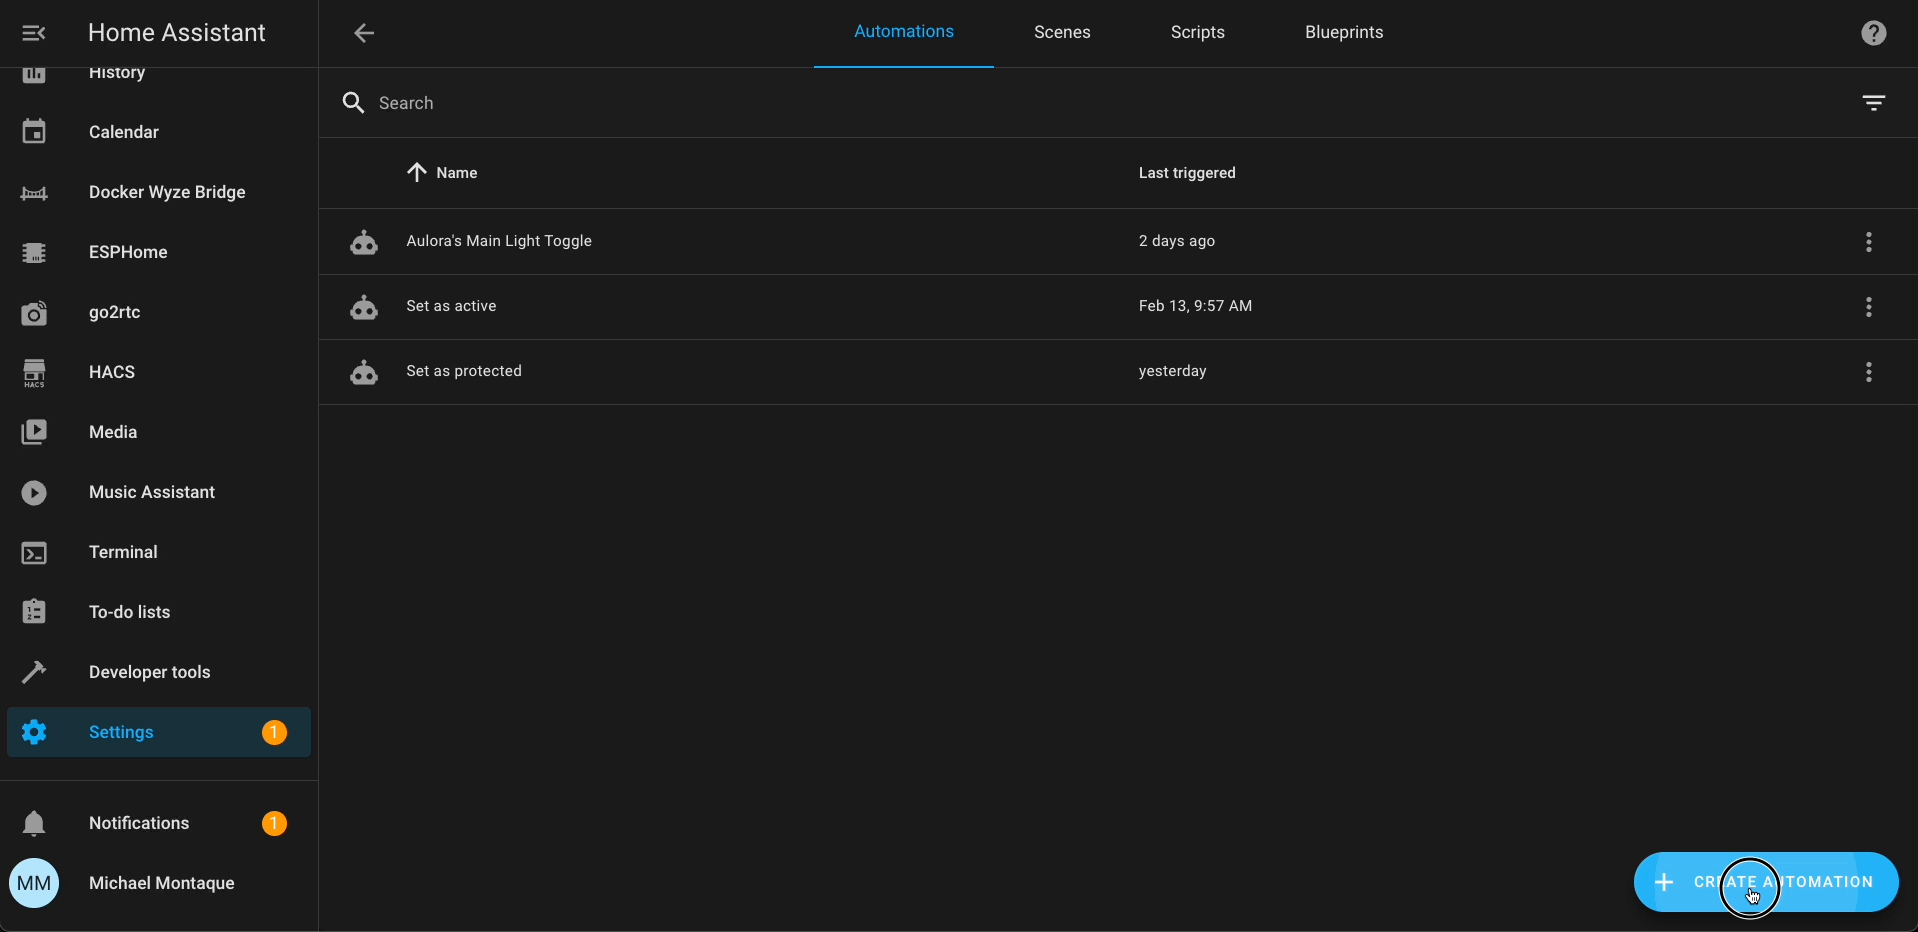 Home Assistant
Automations
Scenes
Scripts
Blueprints
History
Calendar
Docker Wyze Bridge
ESPHome
go2rtc
HACS
HACS
Media
Music Assistant
Terminal
To-do lists
Developer tools
Settings 1
Notifications 1
MM Michael Montaque
Search
Name Last triggered
Aulora's Main Light Toggle 2 days ago
Set as active Feb 13, 9:57 AM
Set as protected yesterday
CREATE AUTOMATION